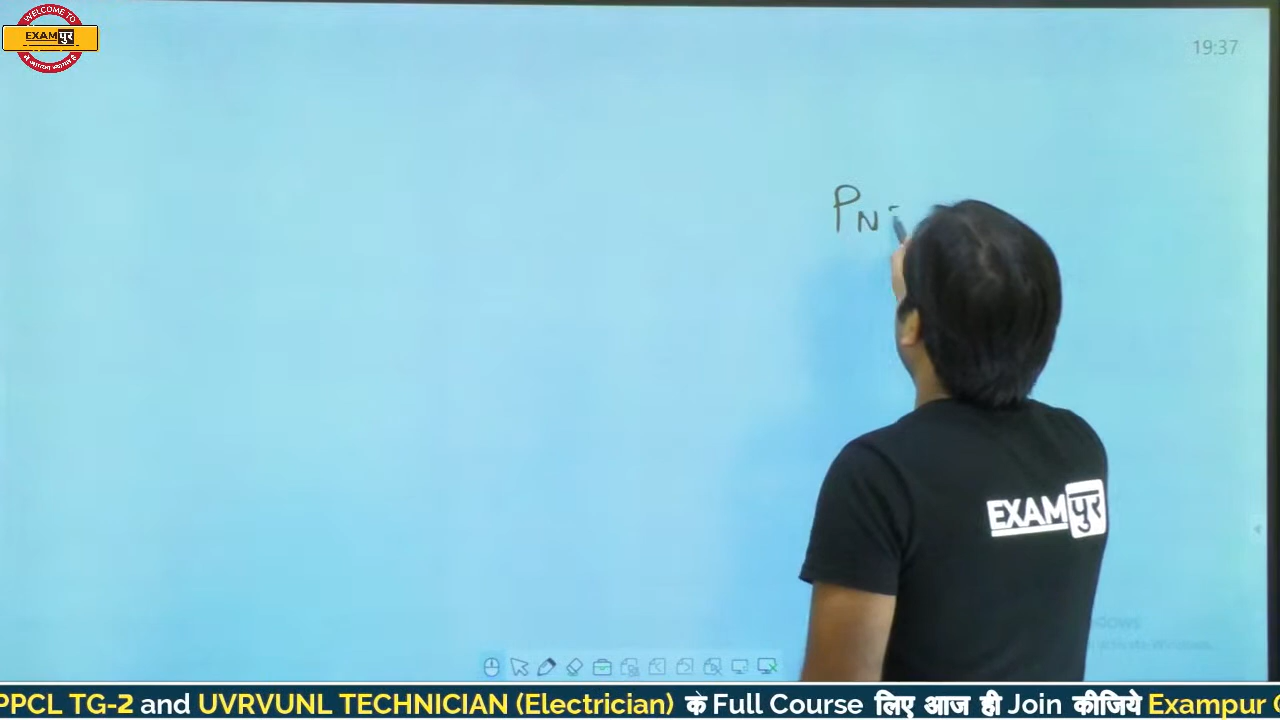 WELCOME TO
EXAMपुर
19:37
PN =
EXAMपुर
PPCL TG-2 and UVRVUNL TECHNICIAN (Electrician) के Full Course लिए आज ही Join कीजिये Exampur